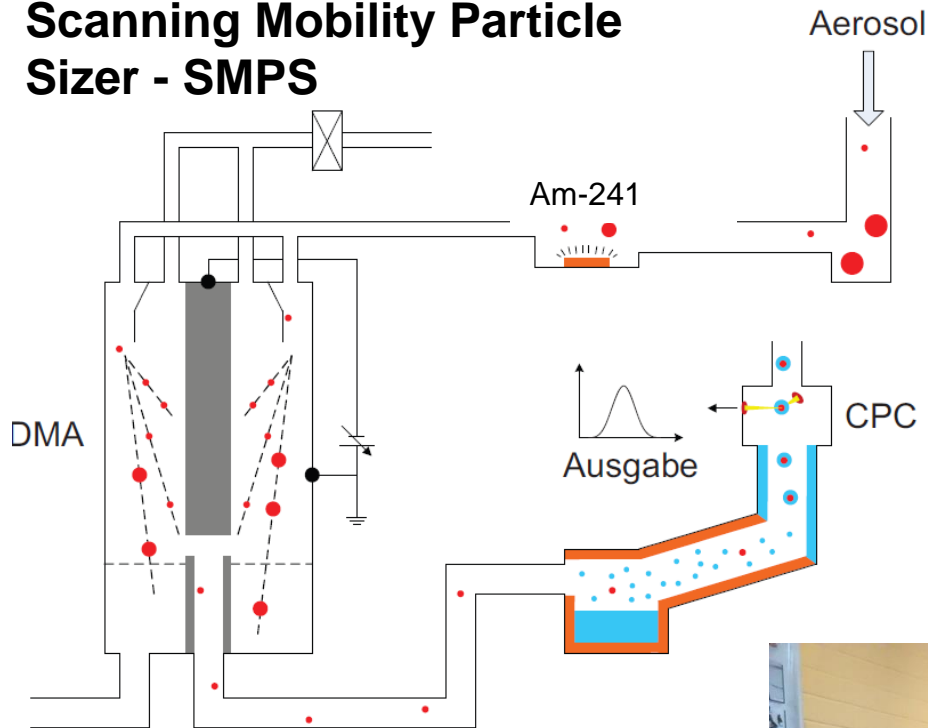 Scanning Mobility Particle
Sizer - SMPS
Aerosol
Am-241
DMA
CPC
Ausgabe